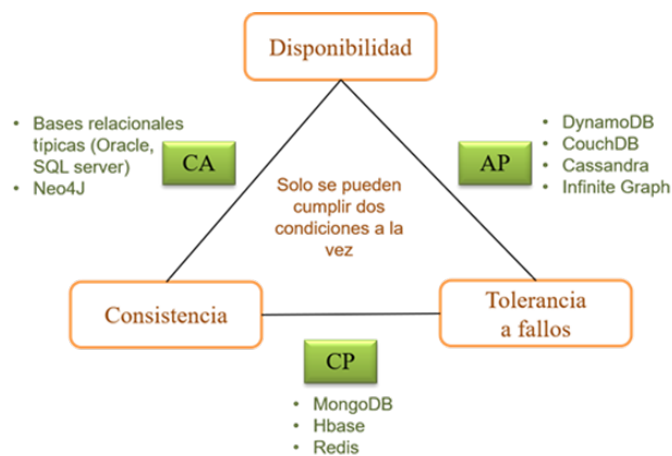 Disponibilidad
• Bases relacionales
típicas (Oracle,
SQL server)
• Neo4J
CA
AP
• DynamoDB
• CouchDB
• Cassandra
• Infinite Graph
Solo se pueden
cumplir dos
condiciones a la
vez
Consistencia
Tolerancia
a fallos
CP
• MongoDB
• Hbase
• Redis